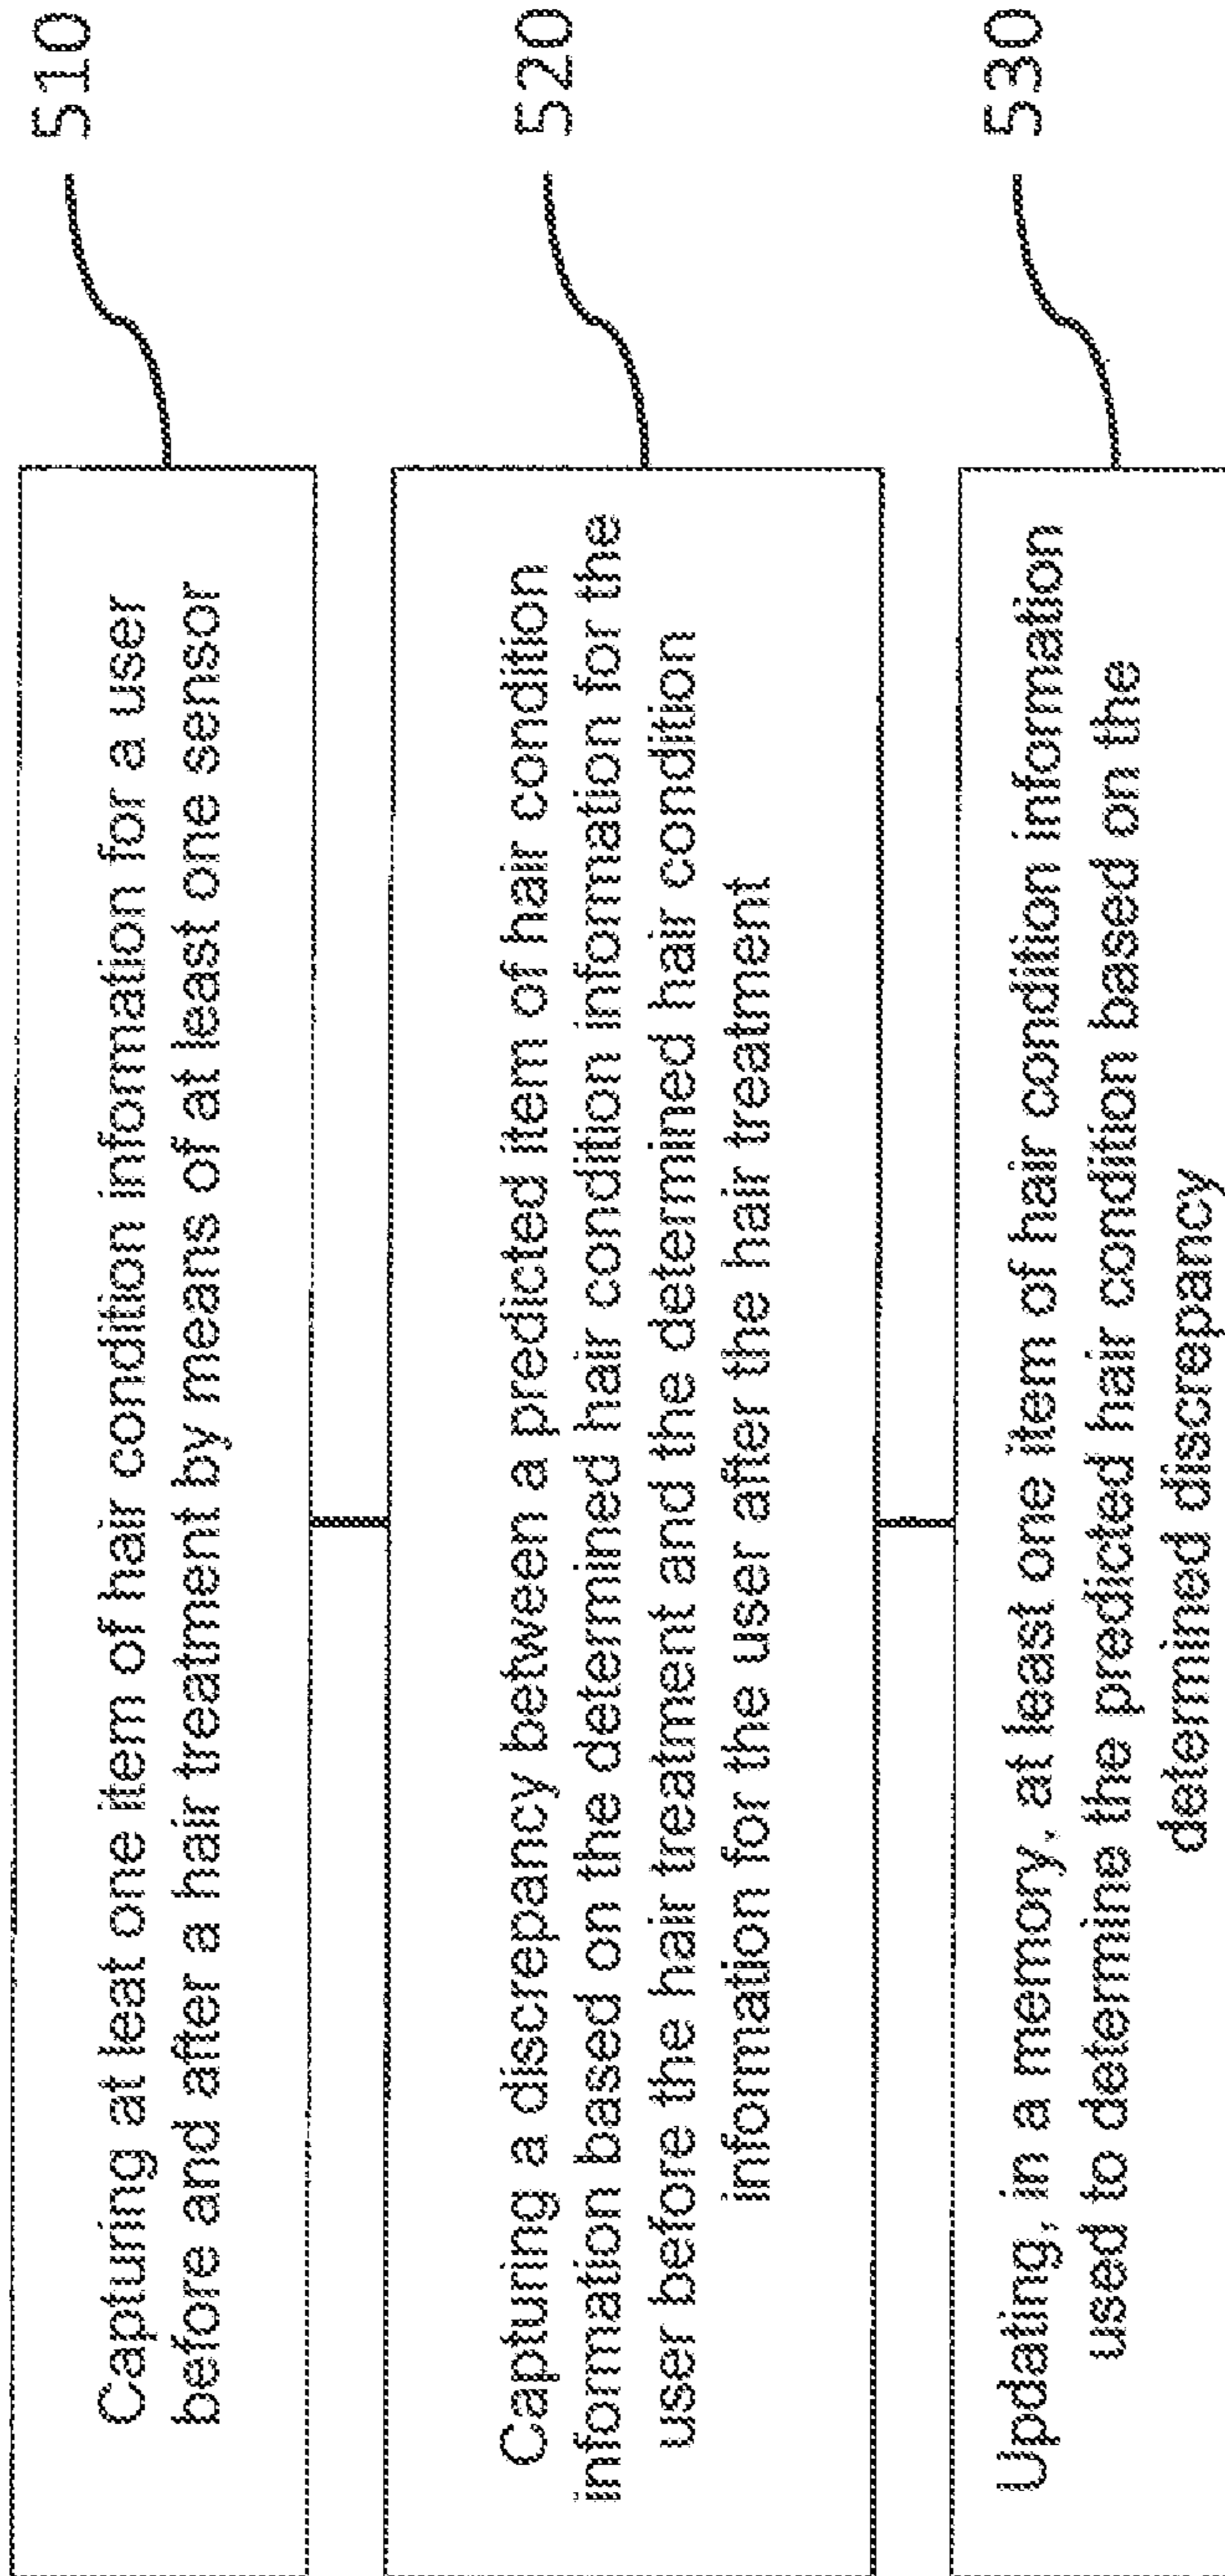 Capturing at leat one item of hair condition information for a user
before and after a hair treatment by means of at least one sensor
510
Capturing a discrepancy between a predicted item of hair condition
information based on the determined hair condition information for the
user before the hair treatment and the determined hair condition
information for the user after the hair treatment
520
Updating, in a memory, at least one item of hair condition information
used to determine the predicted hair condition based on the
determined discrepancy
530